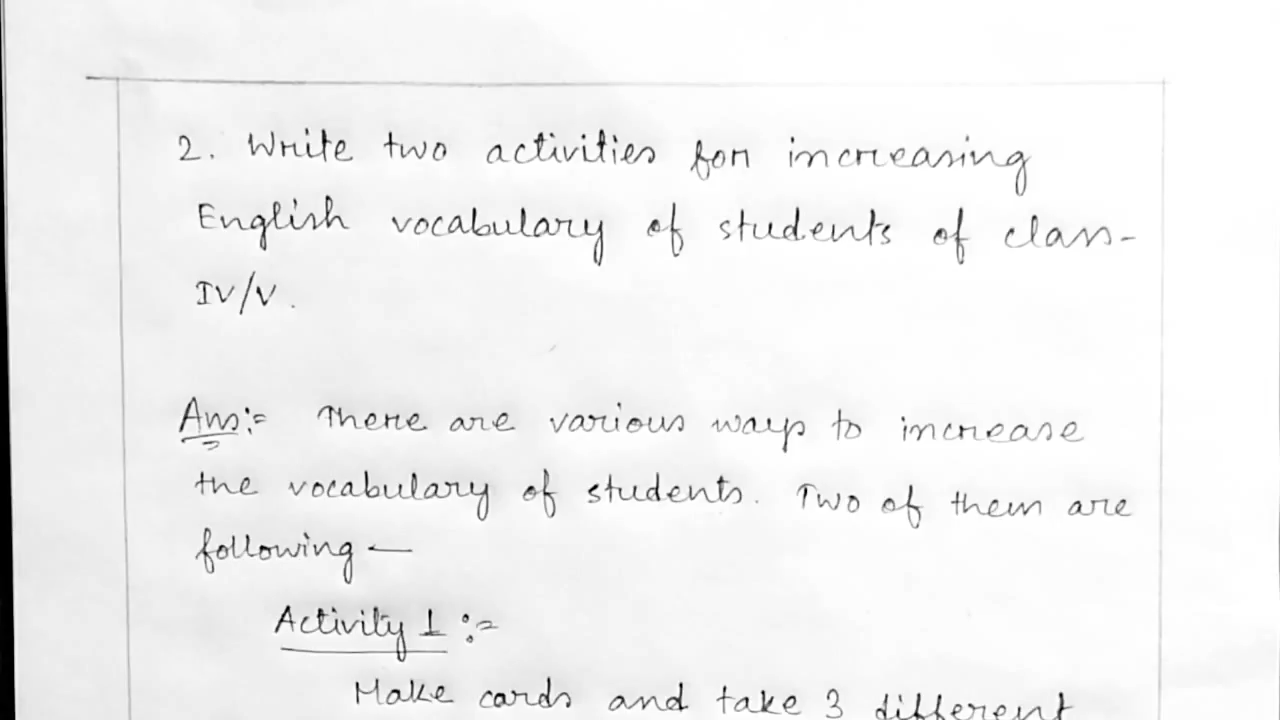 2. Write two activities for increasing
English vocabulary of students of class-
IV/V.
Ans:= There are various ways to increase
the vocabulary of students. Two of them are
following —
Activity 1 :=
Make cards and take 3 different